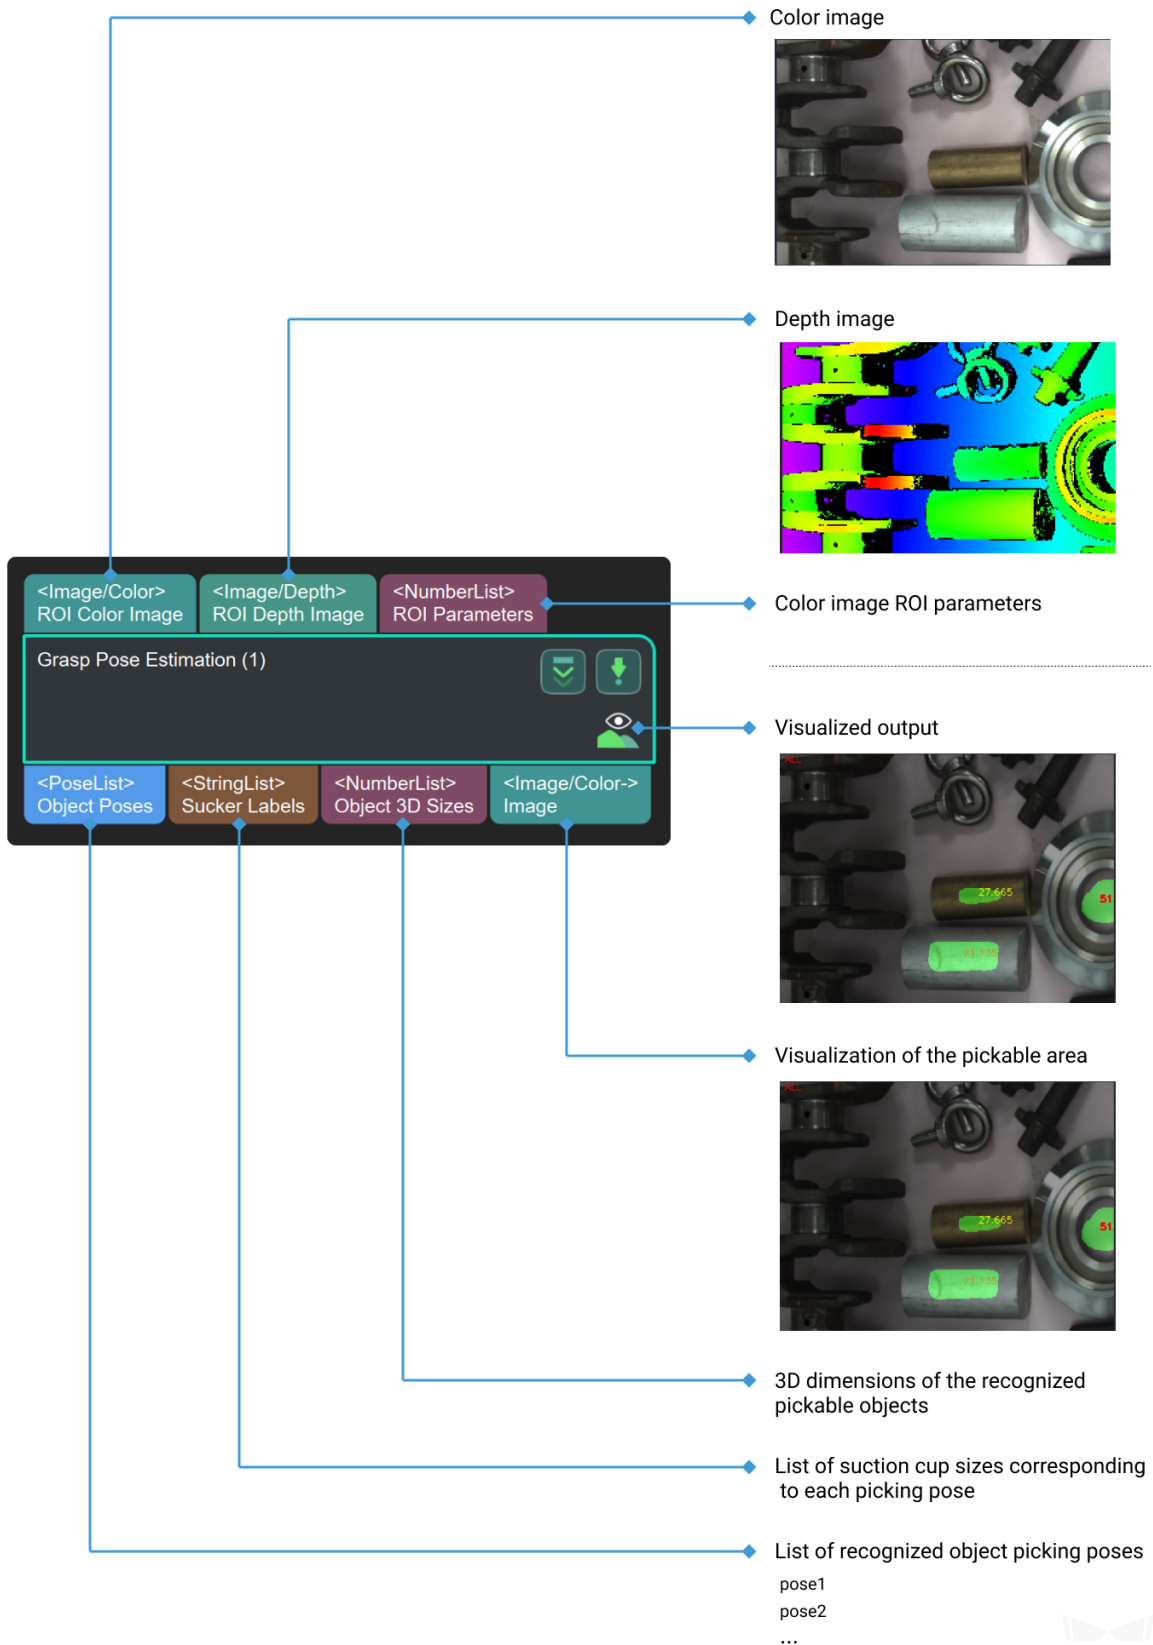 Color image
Depth image
<Image/Color>
ROI Color Image
<Image/Depth>
ROI Depth Image
<NumberList>
ROI Parameters
Color image ROI parameters
Grasp Pose Estimation (1)
Visualized output
ALL
27.665
51.
<PoseList>
Object Poses
<StringList>
Sucker Labels
<NumberList>
Object 3D Sizes
<Image/Color->
Image
Visualization of the pickable area
ALL
27.665
51.
3D dimensions of the recognized
pickable objects
List of suction cup sizes corresponding
to each picking pose
List of recognized object picking poses
pose1
pose2
...